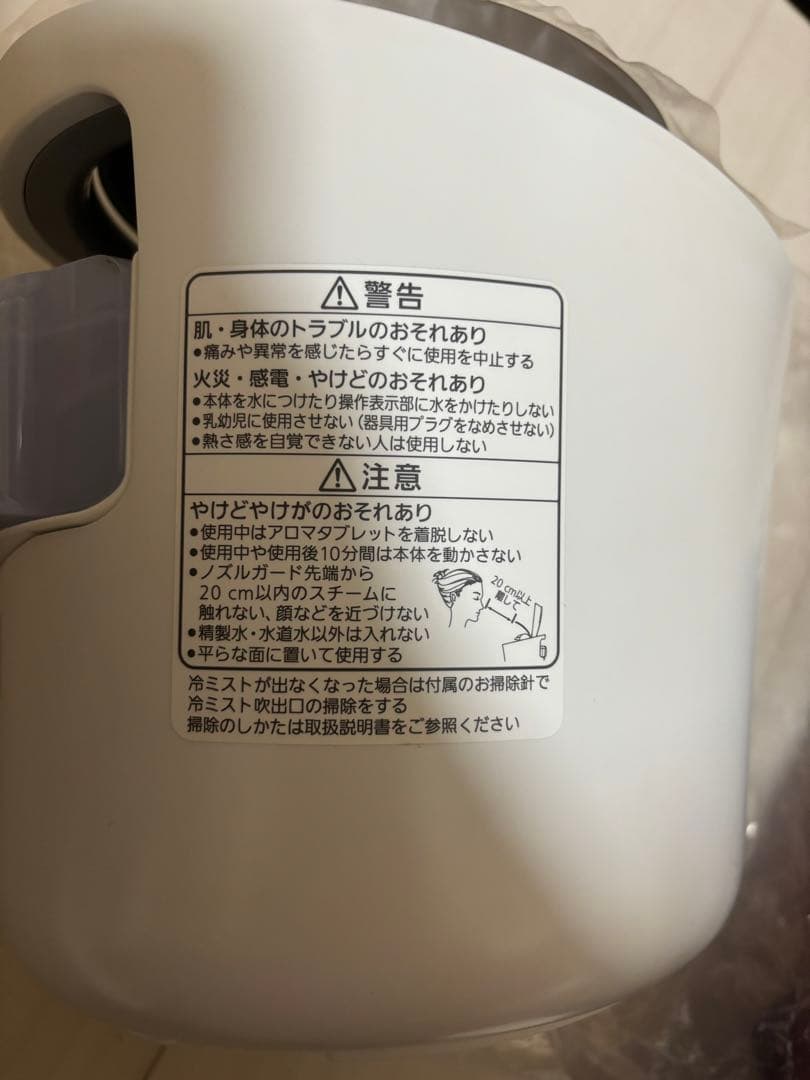 ⚠警告
肌・身体のトラブルのおそれあり
●痛みや異常を感じたらすぐに使用を中止する
火災・感電・やけどのおそれあり
●本体を水につけたり操作表示部に水をかけたりしない
●乳幼児に使用させない(器具用プラグをなめさせない)
●熱さ感を自覚できない人は使用しない
⚠注意
やけどやけがのおそれあり
●使用中はアロマタブレットを着脱しない
●使用中や使用後10分間は本体を動かさない
●ノズルガード先端から
20 cm以内のスチームに
触れない、顔などを近づけない
20 cm以上
離して
●精製水・水道水以外は入れない
●平らな面に置いて使用する
冷ミストが出なくなった場合は付属のお掃除針で
冷ミスト吹出口の掃除をする
掃除のしかたは取扱説明書をご参照ください